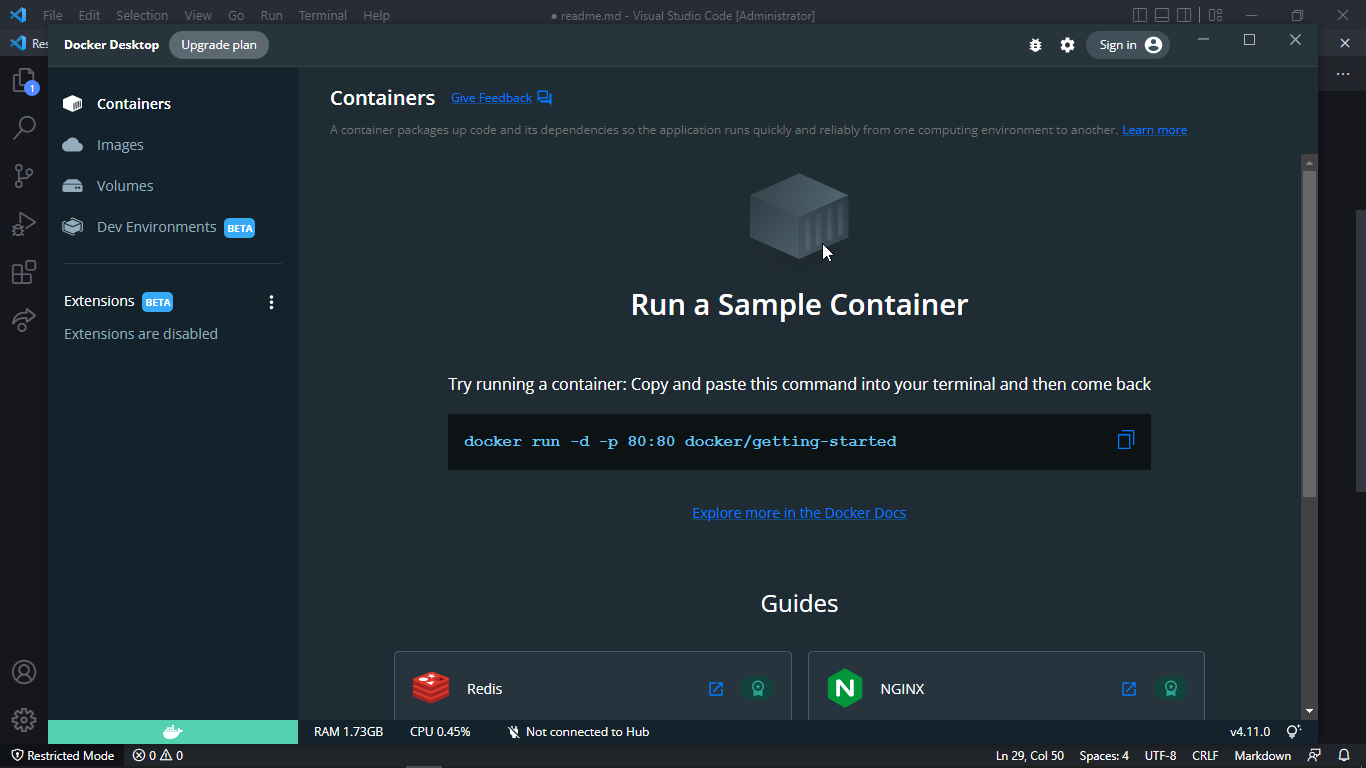 File Edit Selection View Go Run Terminal Help ● readme.md - Visual Studio Code [Administrator]
Res
Docker Desktop Upgrade plan Sign in
1
Containers
Images
Volumes
Dev Environments BETA
Extensions BETA
Extensions are disabled
Containers Give Feedback
A container packages up code and its dependencies so the application runs quickly and reliably from one computing environment to another. Learn more
Run a Sample Container
Try running a container: Copy and paste this command into your terminal and then come back
docker run -d -p 80:80 docker/getting-started
Explore more in the Docker Docs
Guides
Redis
N NGINX
RAM 1.73GB CPU 0.45% Not connected to Hub v4.11.0
Restricted Mode 0 0 Ln 29, Col 50 Spaces: 4 UTF-8 CRLF Markdown